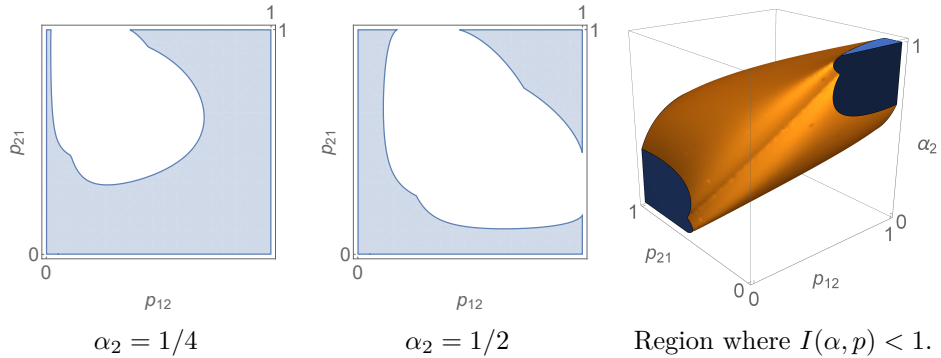 1
1
p21
0
0
p12
α2 = 1/4
1
1
p21
0
0
p12
α2 = 1/2
1
α2
0
1
p21
1
0
0
p12
Region where I(α, p) < 1.